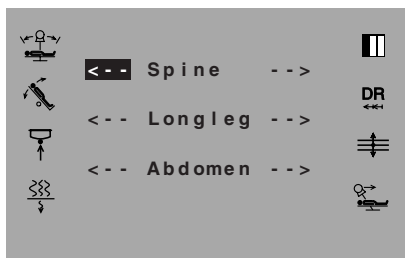 <-- Spine -->
DR
<-- Longleg -->
<-- Abdomen -->